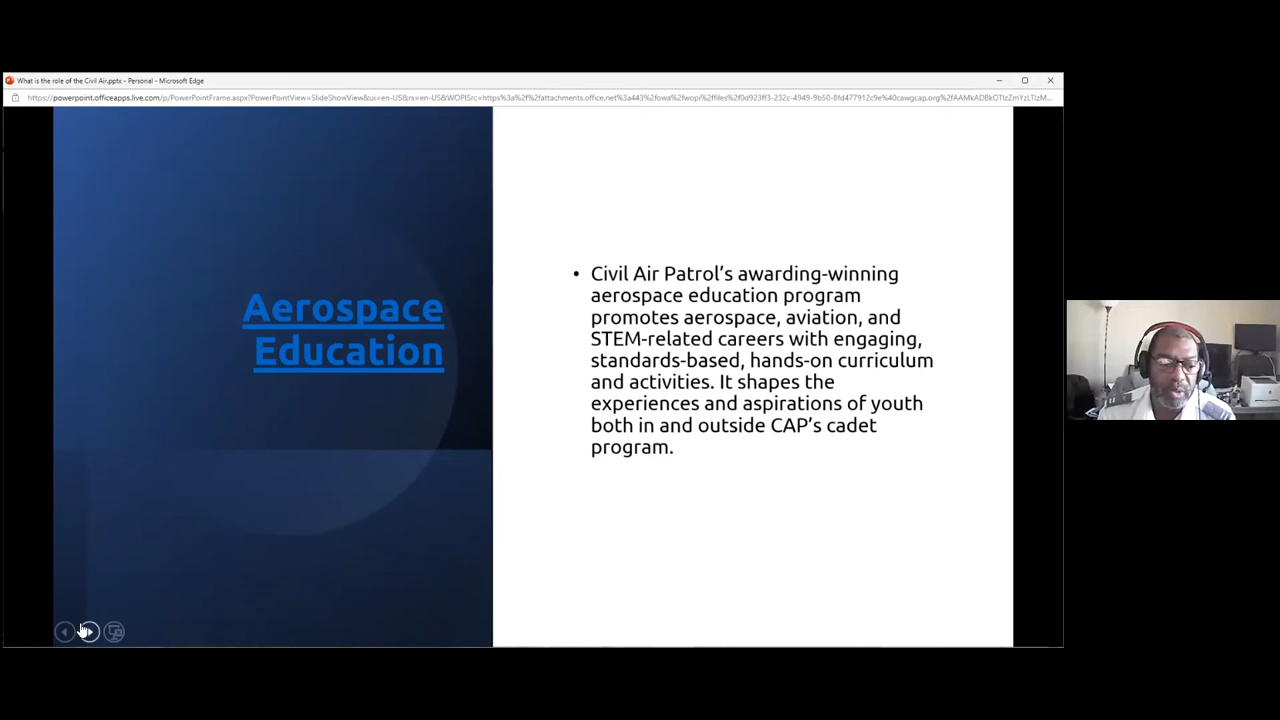 What is the role of the Civil Air.pptx - Personal - Microsoft Edge
Aerospace
Education
• Civil Air Patrol’s awarding-winning
aerospace education program
promotes aerospace, aviation, and
STEM-related careers with engaging,
standards-based, hands-on curriculum
and activities. It shapes the
experiences and aspirations of youth
both in and outside CAP’s cadet
program.